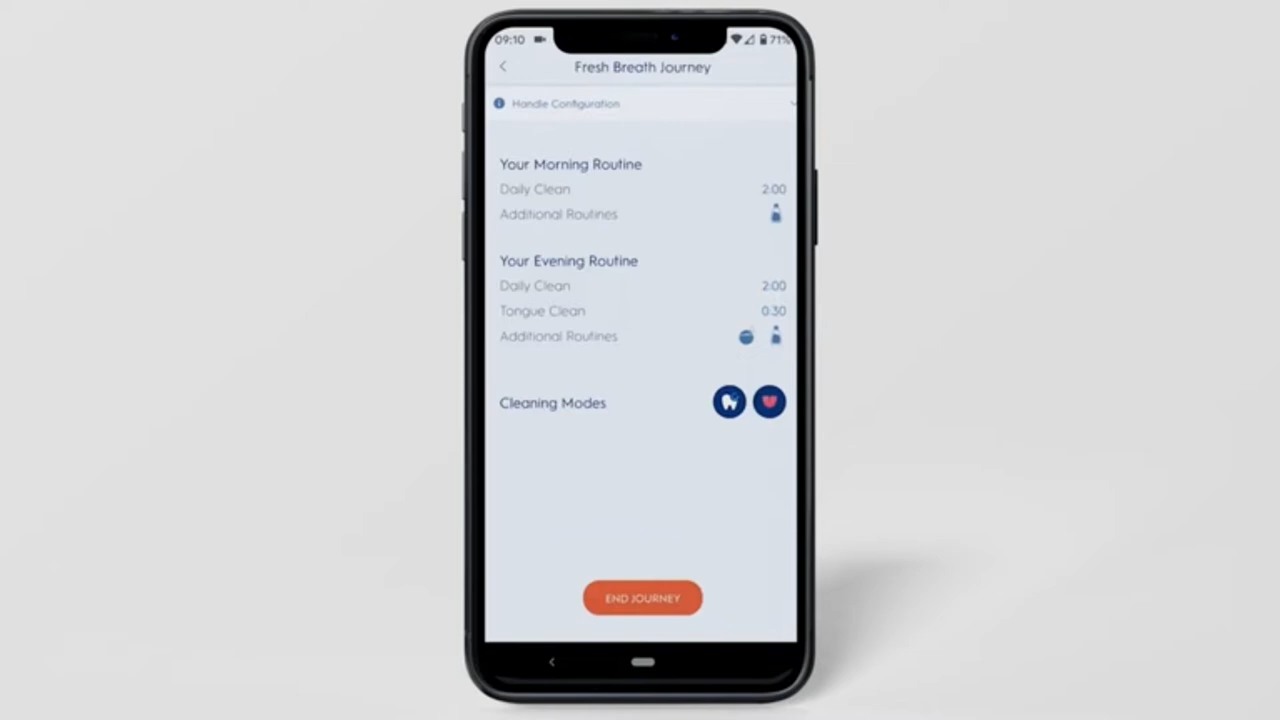 09:10 71%
Fresh Breath Journey
Handle Configuration
Your Morning Routine
Daily Clean 2:00
Additional Routines
Your Evening Routine
Daily Clean 2:00
Tongue Clean 0:30
Additional Routines
Cleaning Modes
END JOURNEY